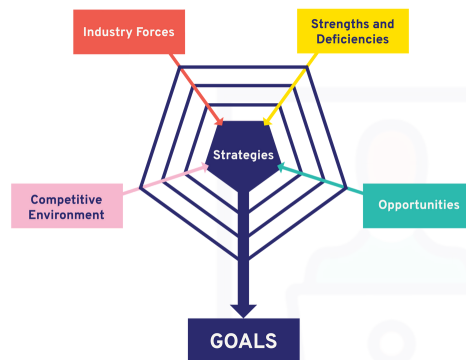 Industry Forces
Strengths and
Deficiencies
Strategies
Competitive
Environment
Opportunities
GOALS